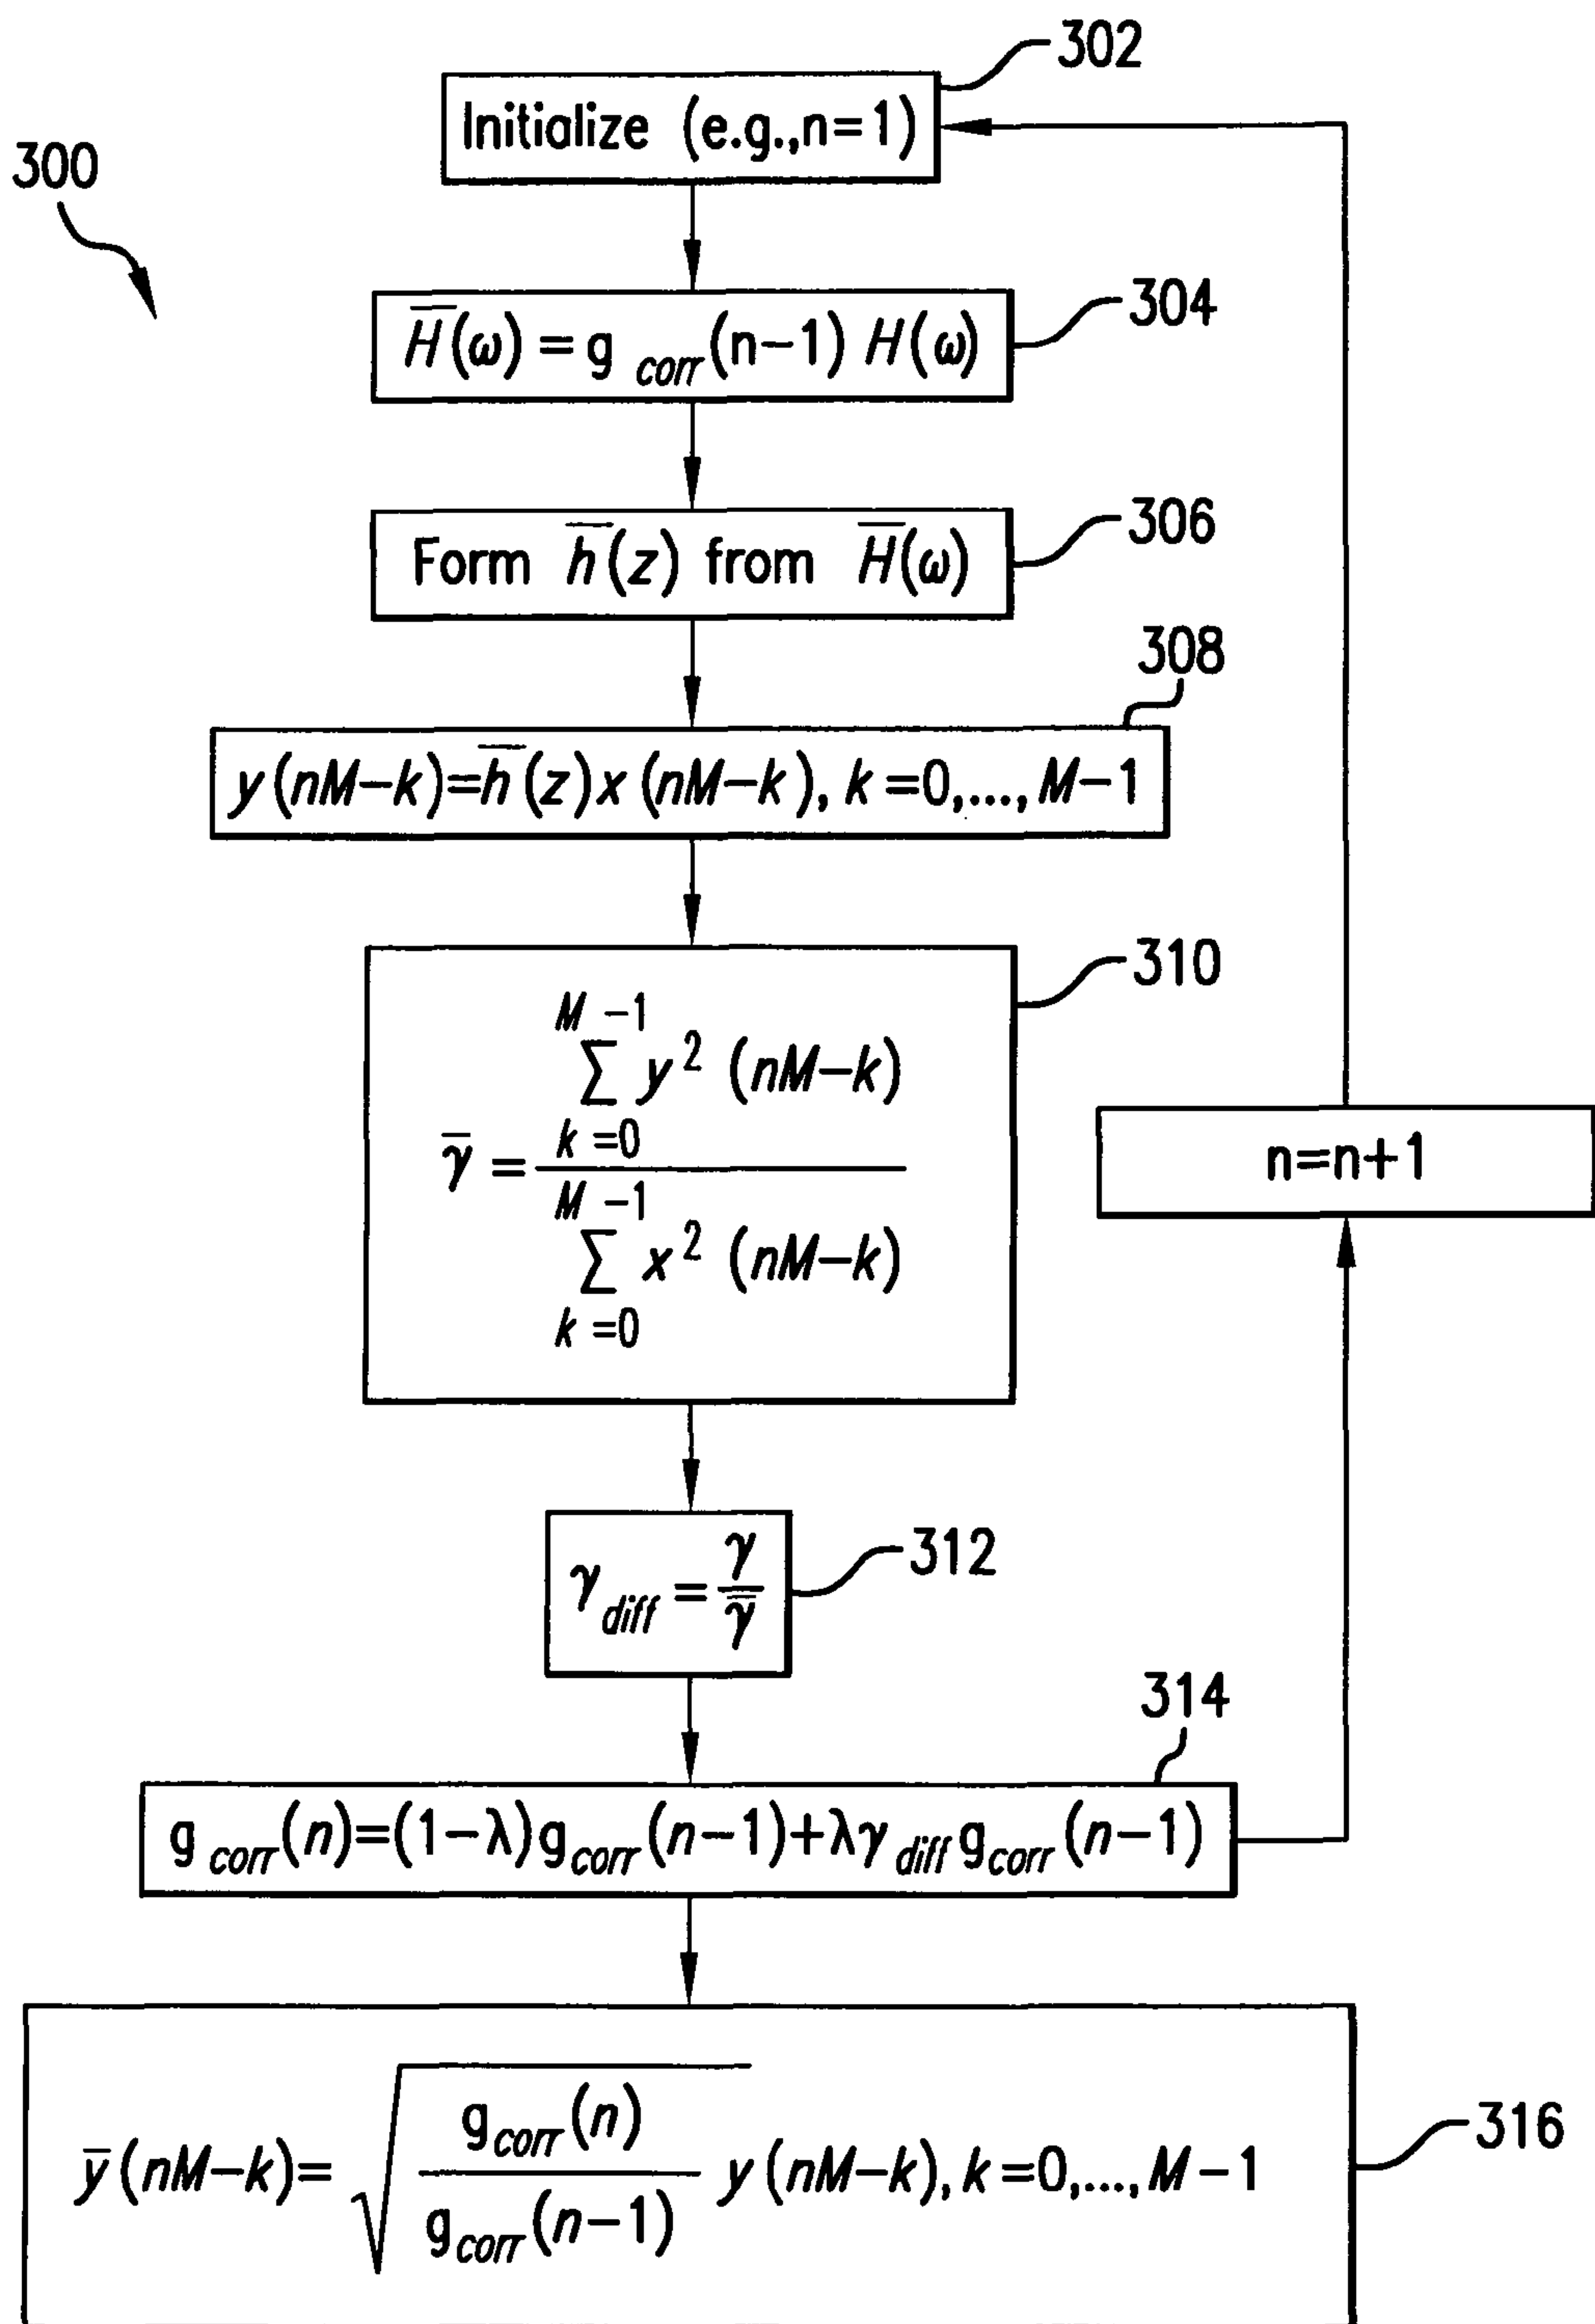 302
Initialize (e.g.,n=1)
300
304
H̅(ω) = g corr(n−1) H(ω)
306
Form h̅(z) from H̅(ω)
308
y(nM−k)=h̅(z)x(nM−k), k=0,..., M−1
310
M −1
∑ y² (nM−k)
k =0
γ̅ =
M −1
∑ x² (nM−k)
k =0
n=n+1
312
γ diff = γ / γ̅
314
g corr(n)=(1−λ)g corr(n−1)+λγ diff g corr(n−1)
316
g corr(n)
y̅(nM−k)= √ y(nM−k), k=0,..., M−1
g corr(n−1)